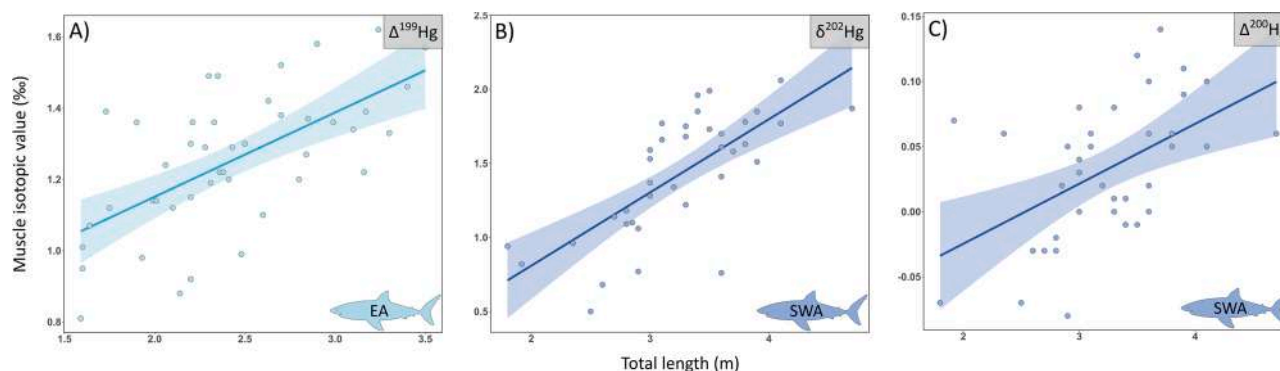 Muscle isotopic value (‰)
A)
Δ¹⁹⁹Hg
1.6
1.4
1.2
1.0
0.8
1.5
2.0
2.5
3.0
3.5
EA
B)
δ²⁰²Hg
2.5
2.0
1.5
1.0
0.5
2
3
4
SWA
C)
Δ²⁰⁰H
0.15
0.10
0.05
0.00
-0.05
2
3
4
SWA
Total length (m)